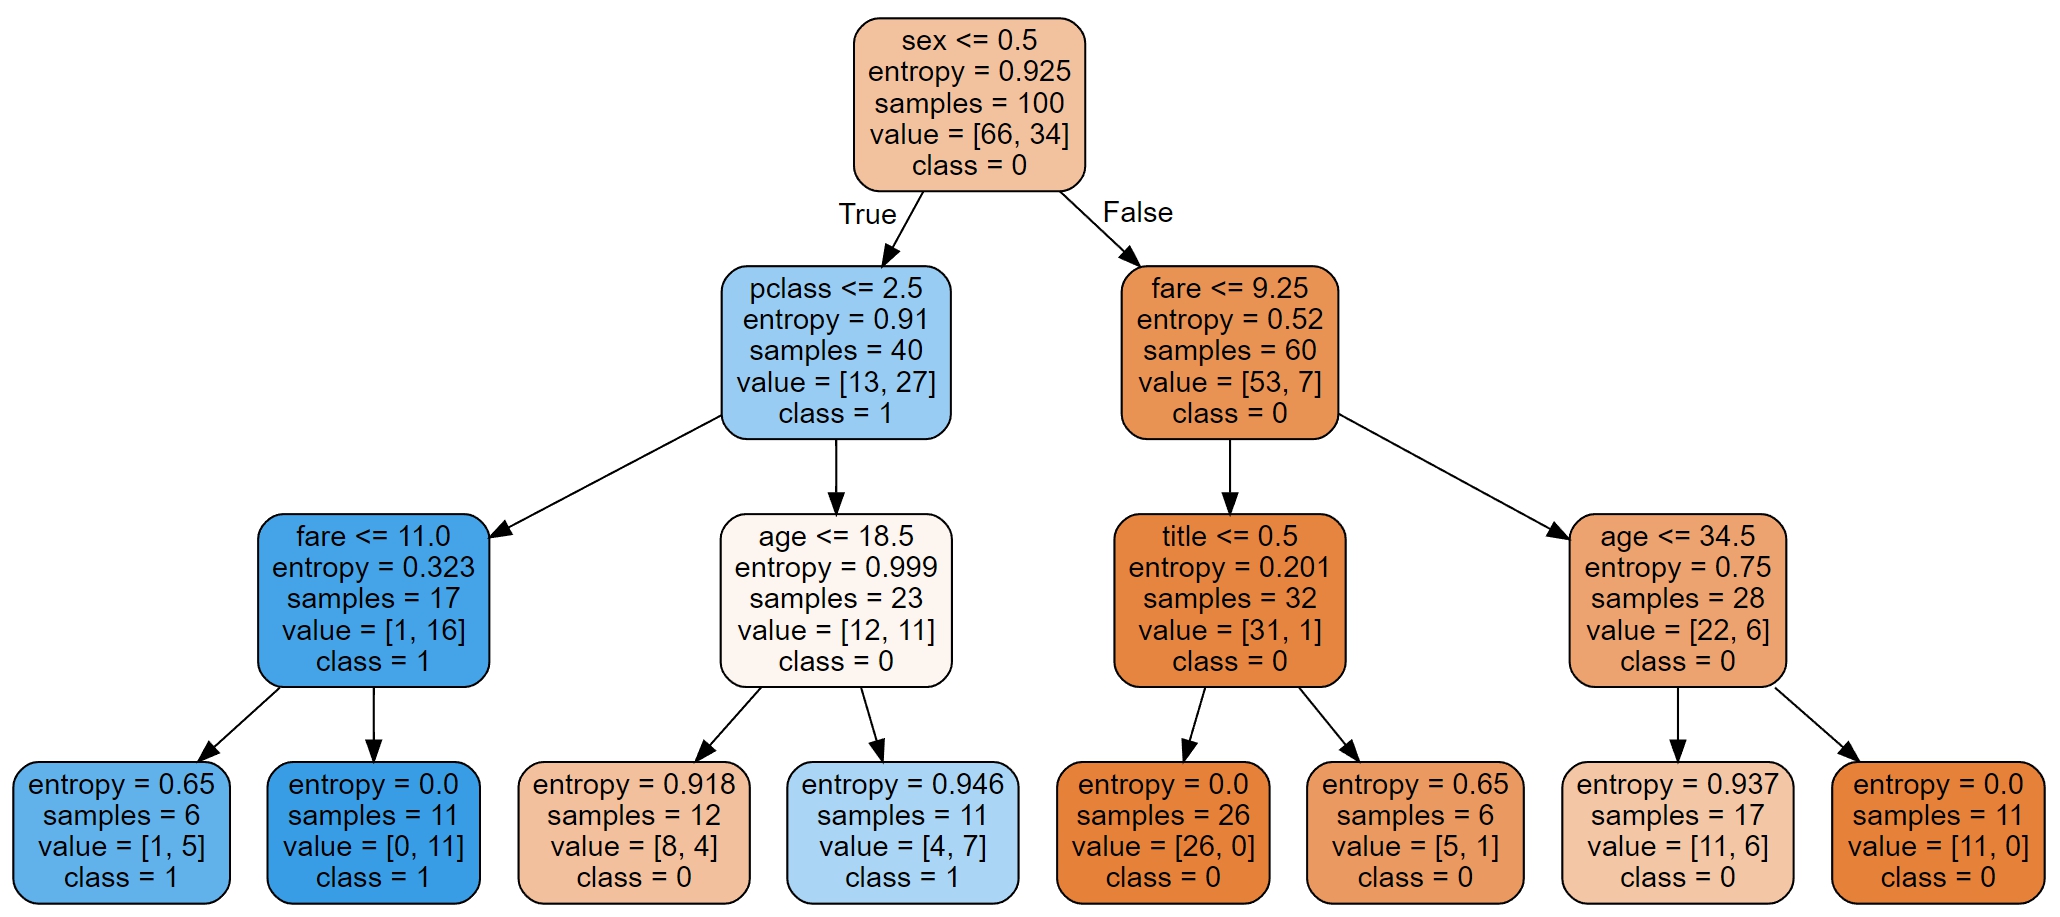 sex <= 0.5
entropy = 0.925
samples = 100
value = [66, 34]
class = 0
True
False
pclass <= 2.5
entropy = 0.91
samples = 40
value = [13, 27]
class = 1
fare <= 9.25
entropy = 0.52
samples = 60
value = [53, 7]
class = 0
fare <= 11.0
entropy = 0.323
samples = 17
value = [1, 16]
class = 1
age <= 18.5
entropy = 0.999
samples = 23
value = [12, 11]
class = 0
title <= 0.5
entropy = 0.201
samples = 32
value = [31, 1]
class = 0
age <= 34.5
entropy = 0.75
samples = 28
value = [22, 6]
class = 0
entropy = 0.65
samples = 6
value = [1, 5]
class = 1
entropy = 0.0
samples = 11
value = [0, 11]
class = 1
entropy = 0.918
samples = 12
value = [8, 4]
class = 0
entropy = 0.946
samples = 11
value = [4, 7]
class = 1
entropy = 0.0
samples = 26
value = [26, 0]
class = 0
entropy = 0.65
samples = 6
value = [5, 1]
class = 0
entropy = 0.937
samples = 17
value = [11, 6]
class = 0
entropy = 0.0
samples = 11
value = [11, 0]
class = 0